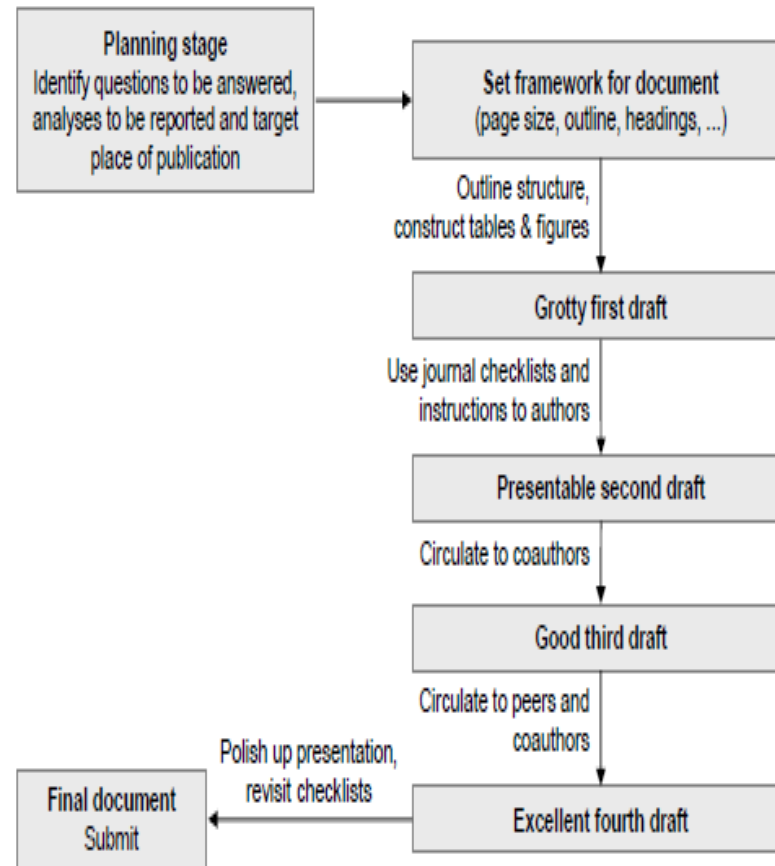 Planning stage
Identify questions to be answered,
analyses to be reported and target
place of publication
Set framework for document
(page size, outline, headings, ...)
Outline structure,
construct tables & figures
Grotty first draft
Use journal checklists and
instructions to authors
Presentable second draft
Circulate to coauthors
Good third draft
Circulate to peers and
coauthors
Excellent fourth draft
Polish up presentation,
revisit checklists
Final document
Submit